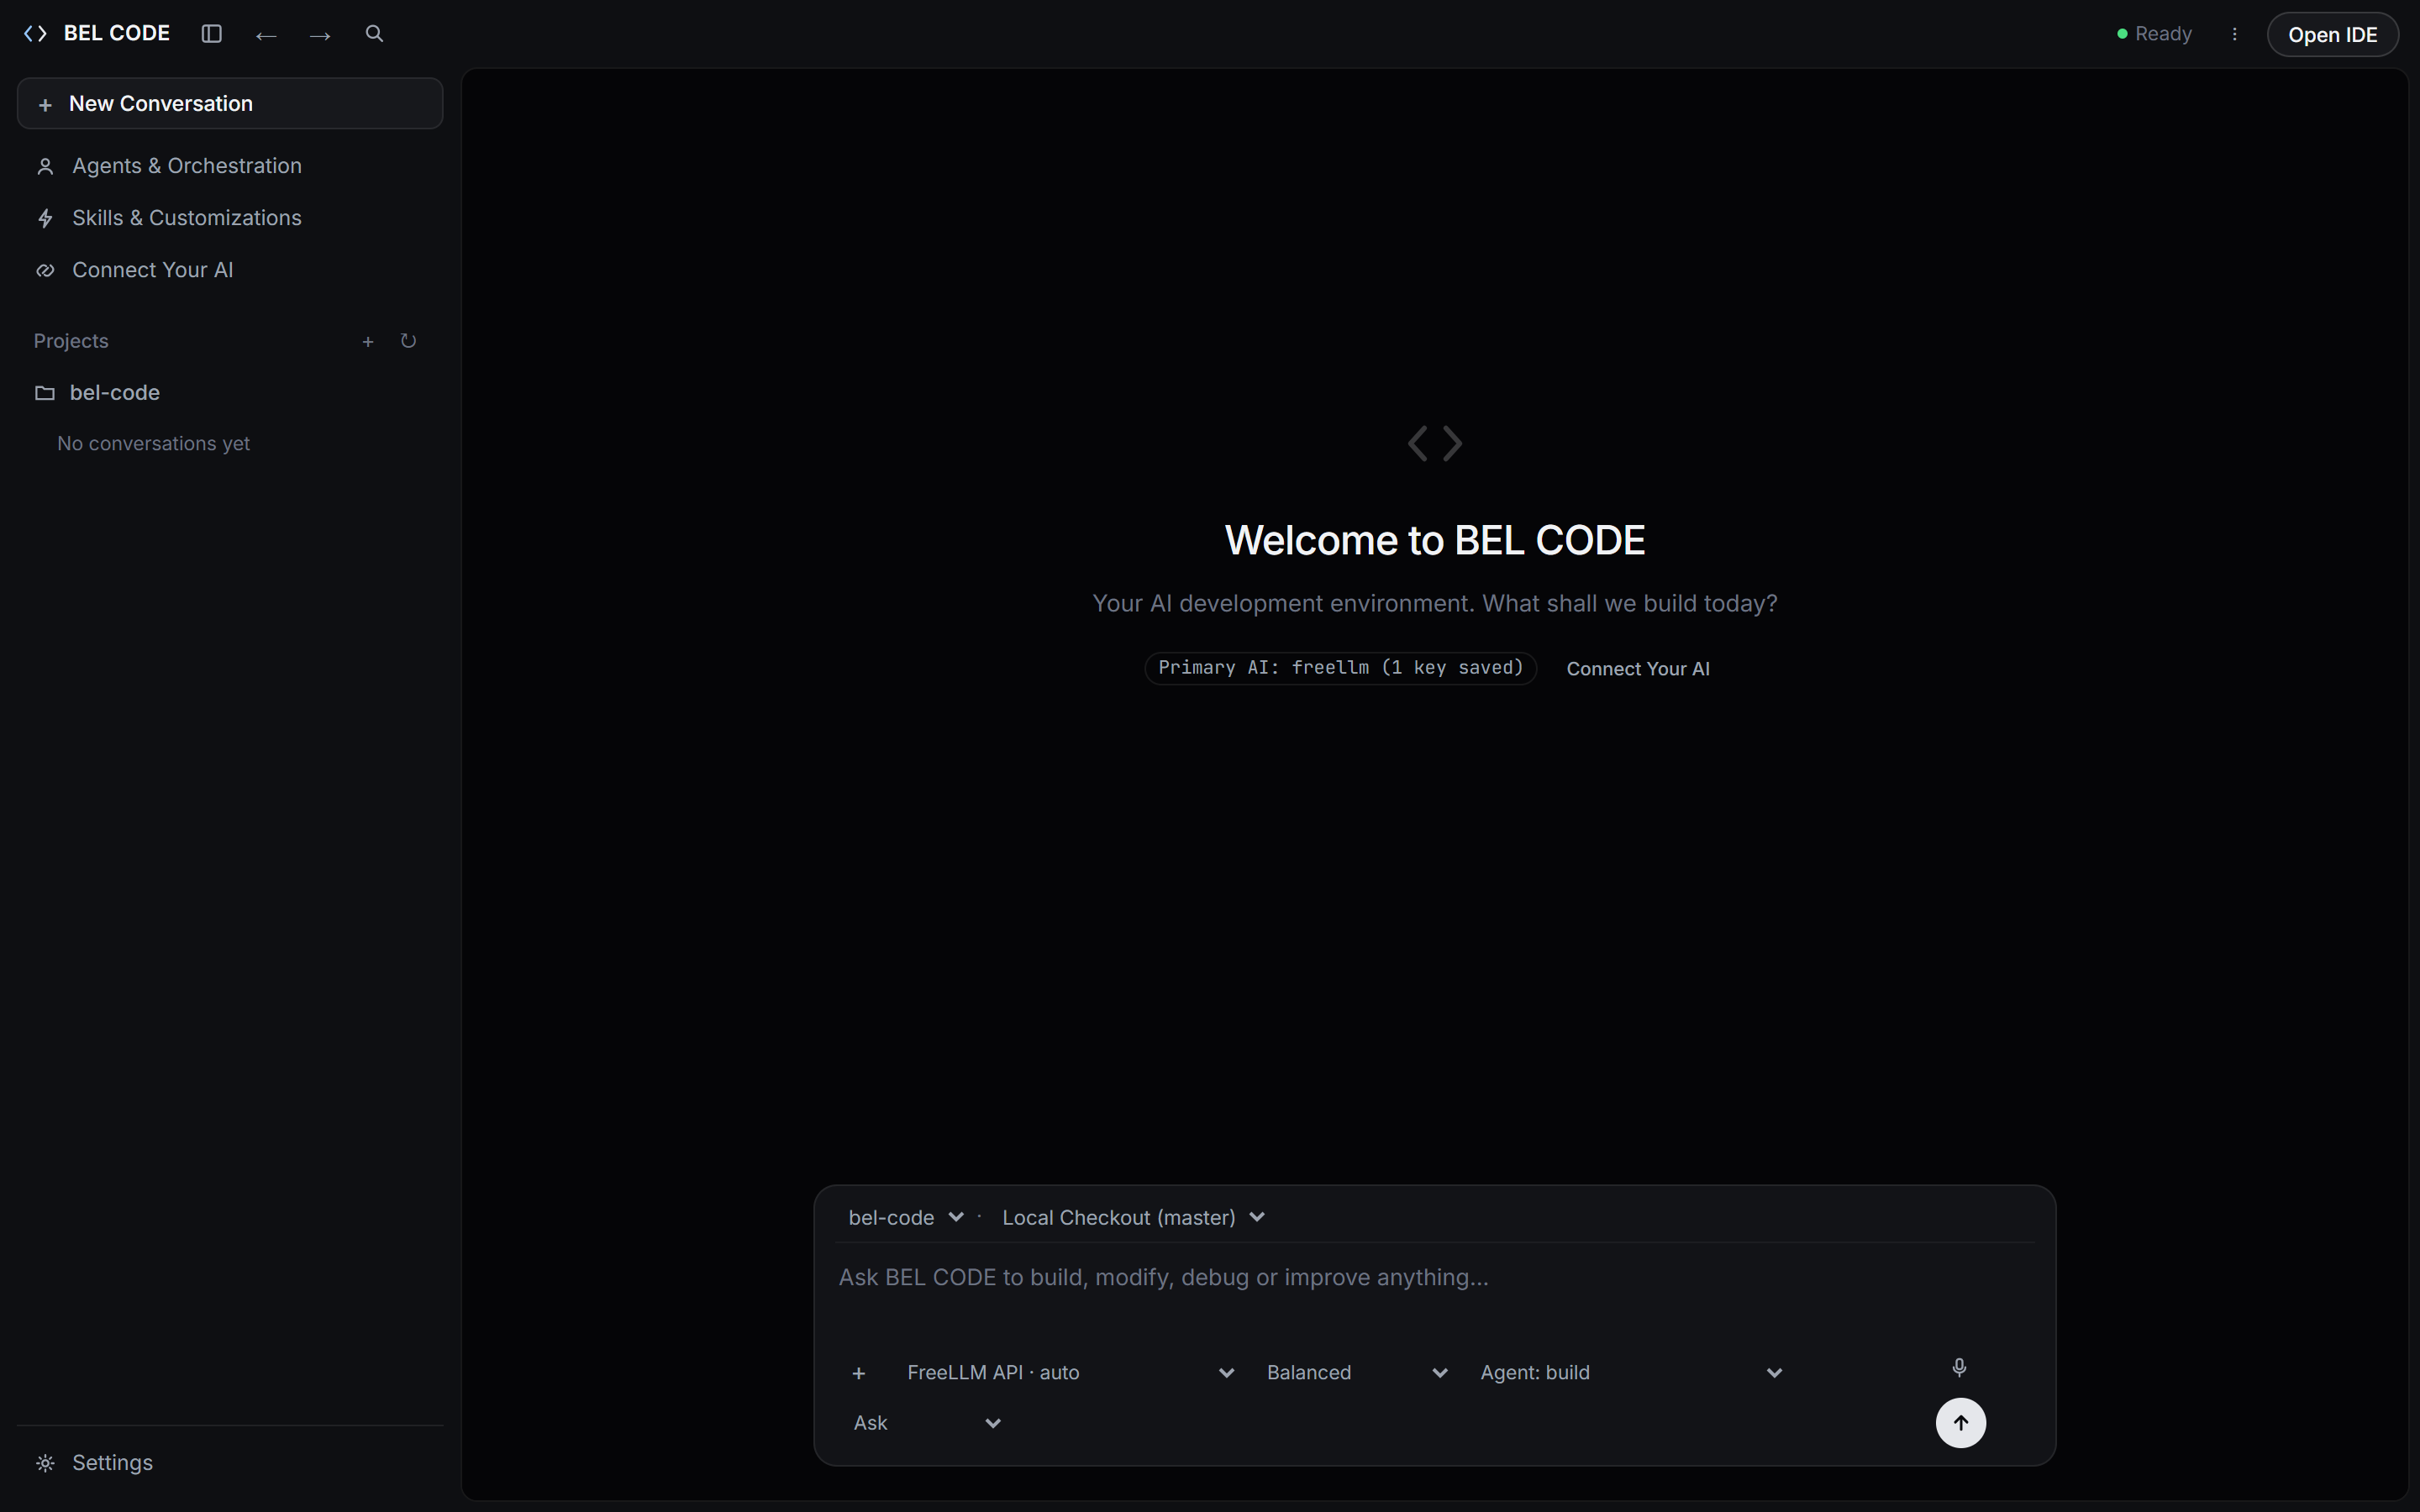 BEL CODE
Ready
Open IDE
+ New Conversation
Agents & Orchestration
Skills & Customizations
Connect Your AI
Projects
bel-code
No conversations yet
Settings
Welcome to BEL CODE
Your AI development environment. What shall we build today?
Primary AI: freellm (1 key saved) Connect Your AI
bel-code · Local Checkout (master)
Ask BEL CODE to build, modify, debug or improve anything...
+ FreeLLM API · auto Balanced Agent: build
Ask